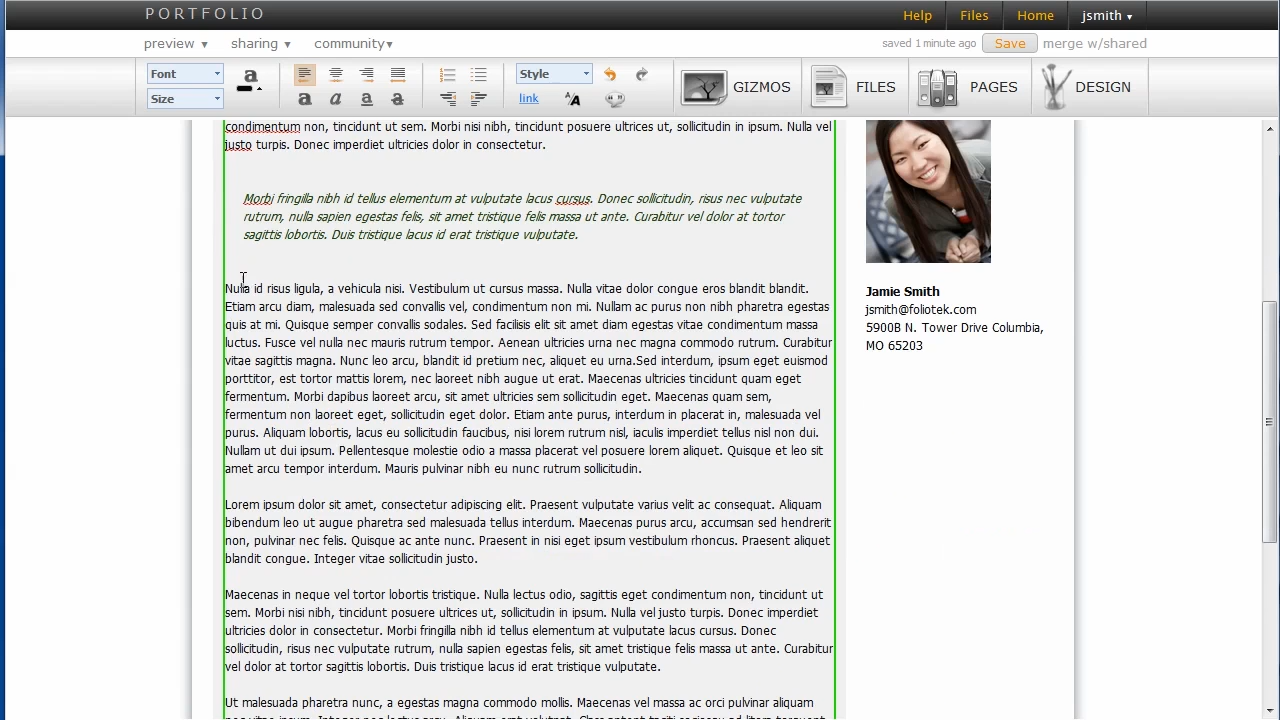 PORTFOLIO
Help
Files
Home
jsmith
preview
sharing
community
saved 1 minute ago
Save
merge w/shared
Font
Size
Style
link
GIZMOS
FILES
PAGES
DESIGN
condimentum non, tincidunt ut sem. Morbi nisi nibh, tincidunt posuere ultrices ut, sollicitudin in ipsum. Nulla vel
justo turpis. Donec imperdiet ultricies dolor in consectetur.
Morbi fringilla nibh id tellus elementum at vulputate lacus cursus. Donec sollicitudin, risus nec vulputate
rutrum, nulla sapien egestas felis, sit amet tristique felis massa ut ante. Curabitur vel dolor at tortor
sagittis lobortis. Duis tristique lacus id erat tristique vulputate.
Nulla id risus ligula, a vehicula nisi. Vestibulum ut cursus massa. Nulla vitae dolor congue eros blandit blandit.
Etiam arcu diam, malesuada sed convallis vel, condimentum non mi. Nullam ac purus non nibh pharetra egestas
quis at mi. Quisque semper convallis sodales. Sed facilisis elit sit amet diam egestas vitae condimentum massa
luctus. Fusce vel nulla nec mauris rutrum tempor. Aenean ultricies urna nec magna commodo rutrum. Curabitur
vitae sagittis magna. Nunc leo arcu, blandit id pretium nec, aliquet eu urna.Sed interdum, ipsum eget euismod
porttitor, est tortor mattis lorem, nec laoreet nibh augue ut erat. Maecenas ultricies tincidunt quam eget
fermentum. Morbi dapibus laoreet arcu, sit amet ultricies sem sollicitudin eget. Maecenas quam sem,
fermentum non laoreet eget, sollicitudin eget dolor. Etiam ante purus, interdum in placerat in, malesuada vel
purus. Aliquam lobortis, lacus eu sollicitudin faucibus, nisi lorem rutrum nisl, iaculis imperdiet tellus nisl non dui.
Nullam ut dui ipsum. Pellentesque molestie odio a massa placerat vel posuere lorem aliquet. Quisque et leo sit
amet arcu tempor interdum. Mauris pulvinar nibh eu nunc rutrum sollicitudin.
Lorem ipsum dolor sit amet, consectetur adipiscing elit. Praesent vulputate varius velit ac consequat. Aliquam
bibendum leo ut augue pharetra sed malesuada tellus interdum. Maecenas purus arcu, accumsan sed hendrerit
non, pulvinar nec felis. Quisque ac ante nunc. Praesent in nisi eget ipsum vestibulum rhoncus. Praesent aliquet
blandit congue. Integer vitae sollicitudin justo.
Maecenas in neque vel tortor lobortis tristique. Nulla lectus odio, sagittis eget condimentum non, tincidunt ut
sem. Morbi nisi nibh, tincidunt posuere ultrices ut, sollicitudin in ipsum. Nulla vel justo turpis. Donec imperdiet
ultricies dolor in consectetur. Morbi fringilla nibh id tellus elementum at vulputate lacus cursus. Donec
sollicitudin, risus nec vulputate rutrum, nulla sapien egestas felis, sit amet tristique felis massa ut ante. Curabitur
vel dolor at tortor sagittis lobortis. Duis tristique lacus id erat tristique vulputate.
Ut malesuada pharetra nunc, a egestas magna commodo mollis. Maecenas vel massa ac orci pulvinar aliquam
Jamie Smith
jsmith@foliotek.com
5900B N. Tower Drive Columbia,
MO 65203